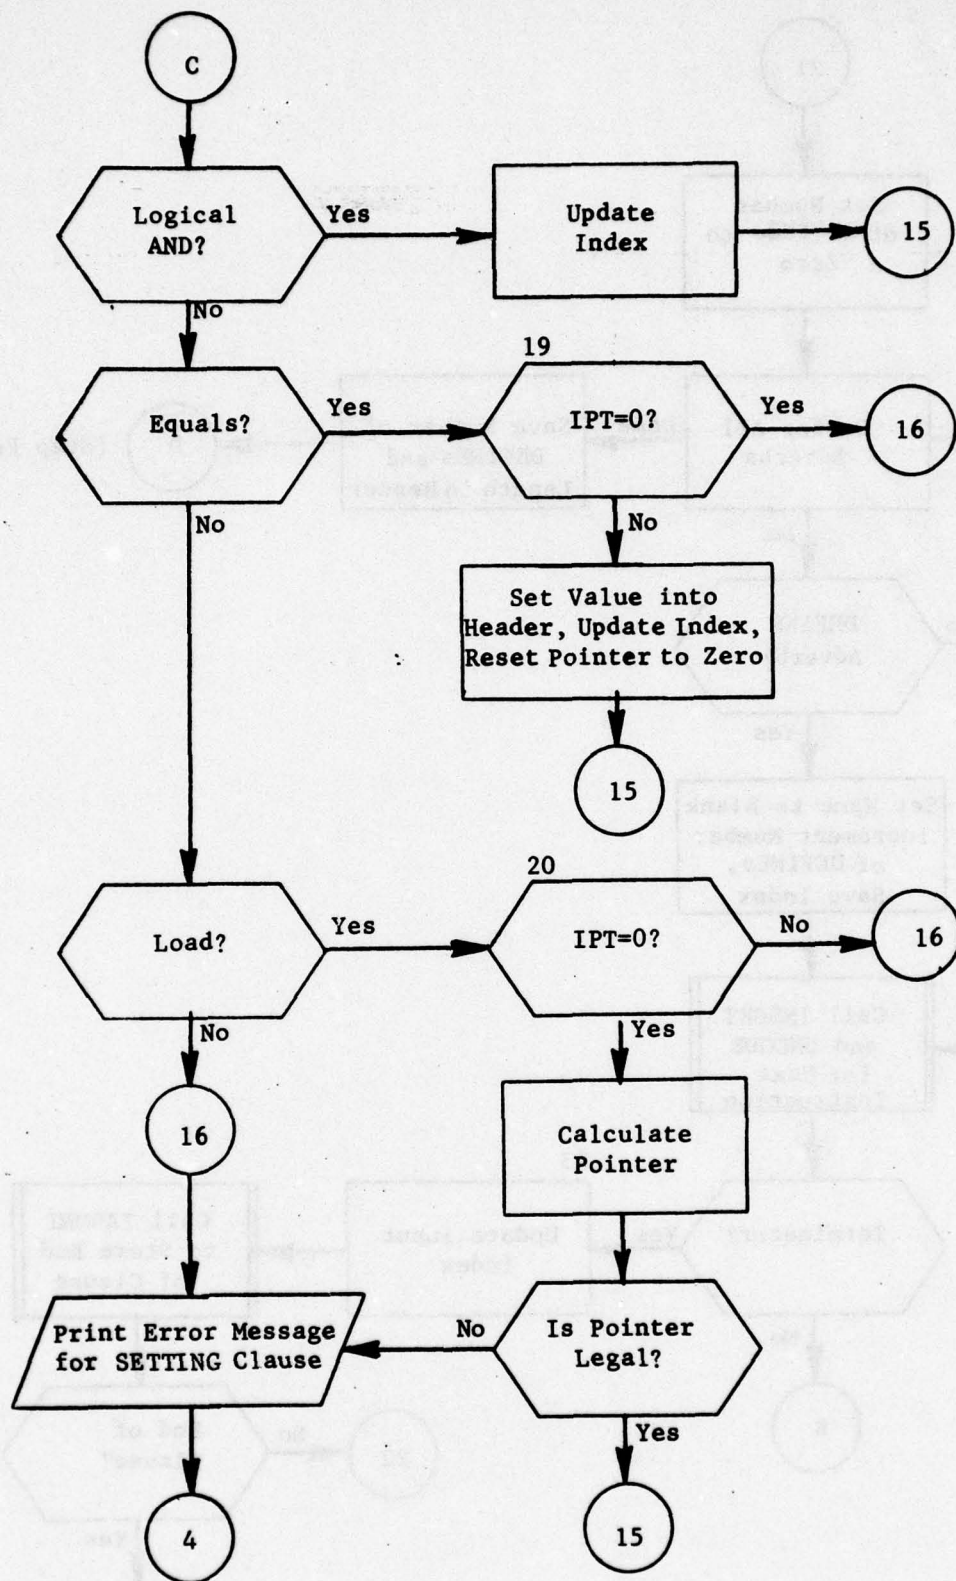 C
Logical
AND?
Yes
Update
Index
15
No
Equals?
Yes
19
IPT=0?
Yes
16
No
No
Set Value into
Header, Update Index,
Reset Pointer to Zero
15
Load?
Yes
20
IPT=0?
No
16
No
Yes
16
Calculate
Pointer
Print Error Message
for SETTING Clause
No
Is Pointer
Legal?
Yes
4
15